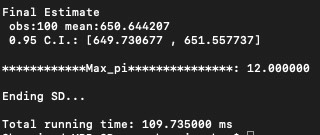 Final Estimate
obs:100 mean:650.644207
0.95 C.I.: [649.730677 , 651.557737]
************Max_pi***************: 12.000000
Ending SD...
Total running time: 109.735000 ms